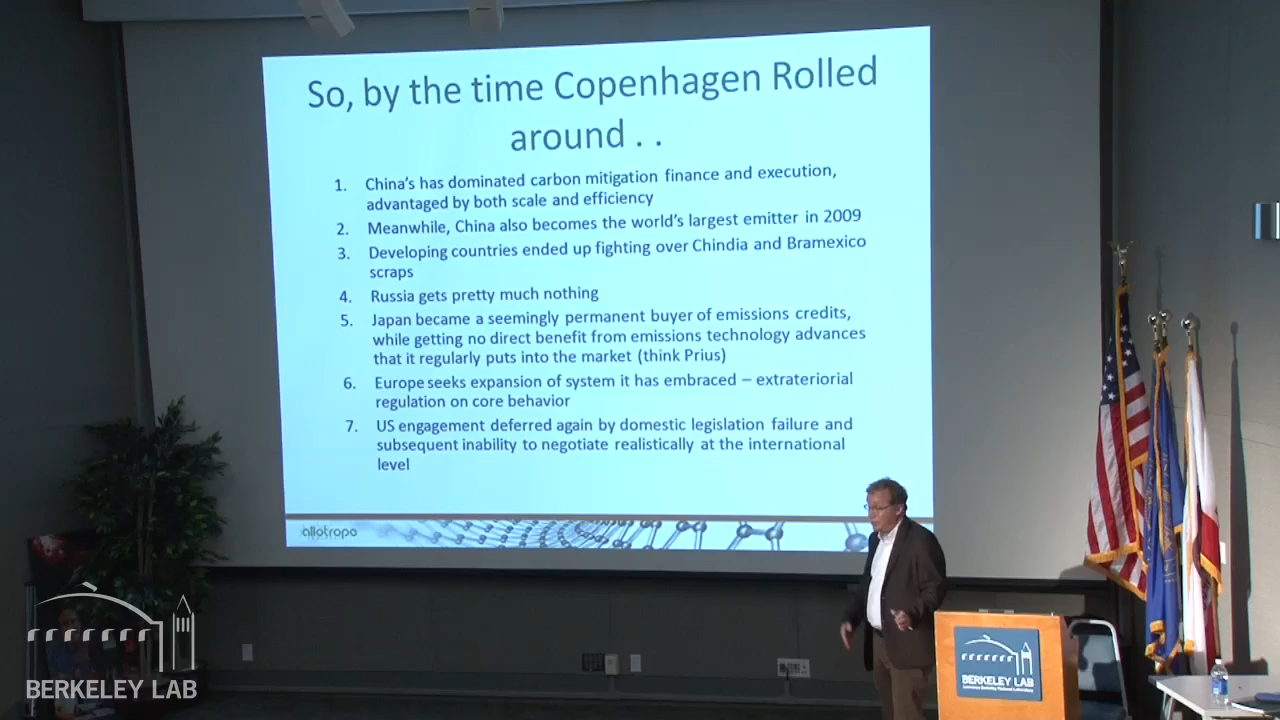 So, by the time Copenhagen Rolled
around . .
1. China's has dominated carbon mitigation finance and execution,
advantaged by both scale and efficiency
2. Meanwhile, China also becomes the world's largest emitter in 2009
3. Developing countries ended up fighting over Chindia and Bramexico
scraps
4. Russia gets pretty much nothing
5. Japan became a seemingly permanent buyer of emissions credits,
while getting no direct benefit from emissions technology advances
that it regularly puts into the market (think Prius)
6. Europe seeks expansion of system it has embraced – extrateriorial
regulation on core behavior
7. US engagement deferred again by domestic legislation failure and
subsequent inability to negotiate realistically at the international
level
allotropo
BERKELEY LAB
BERKELEY LAB
Lawrence Berkeley National Laboratory